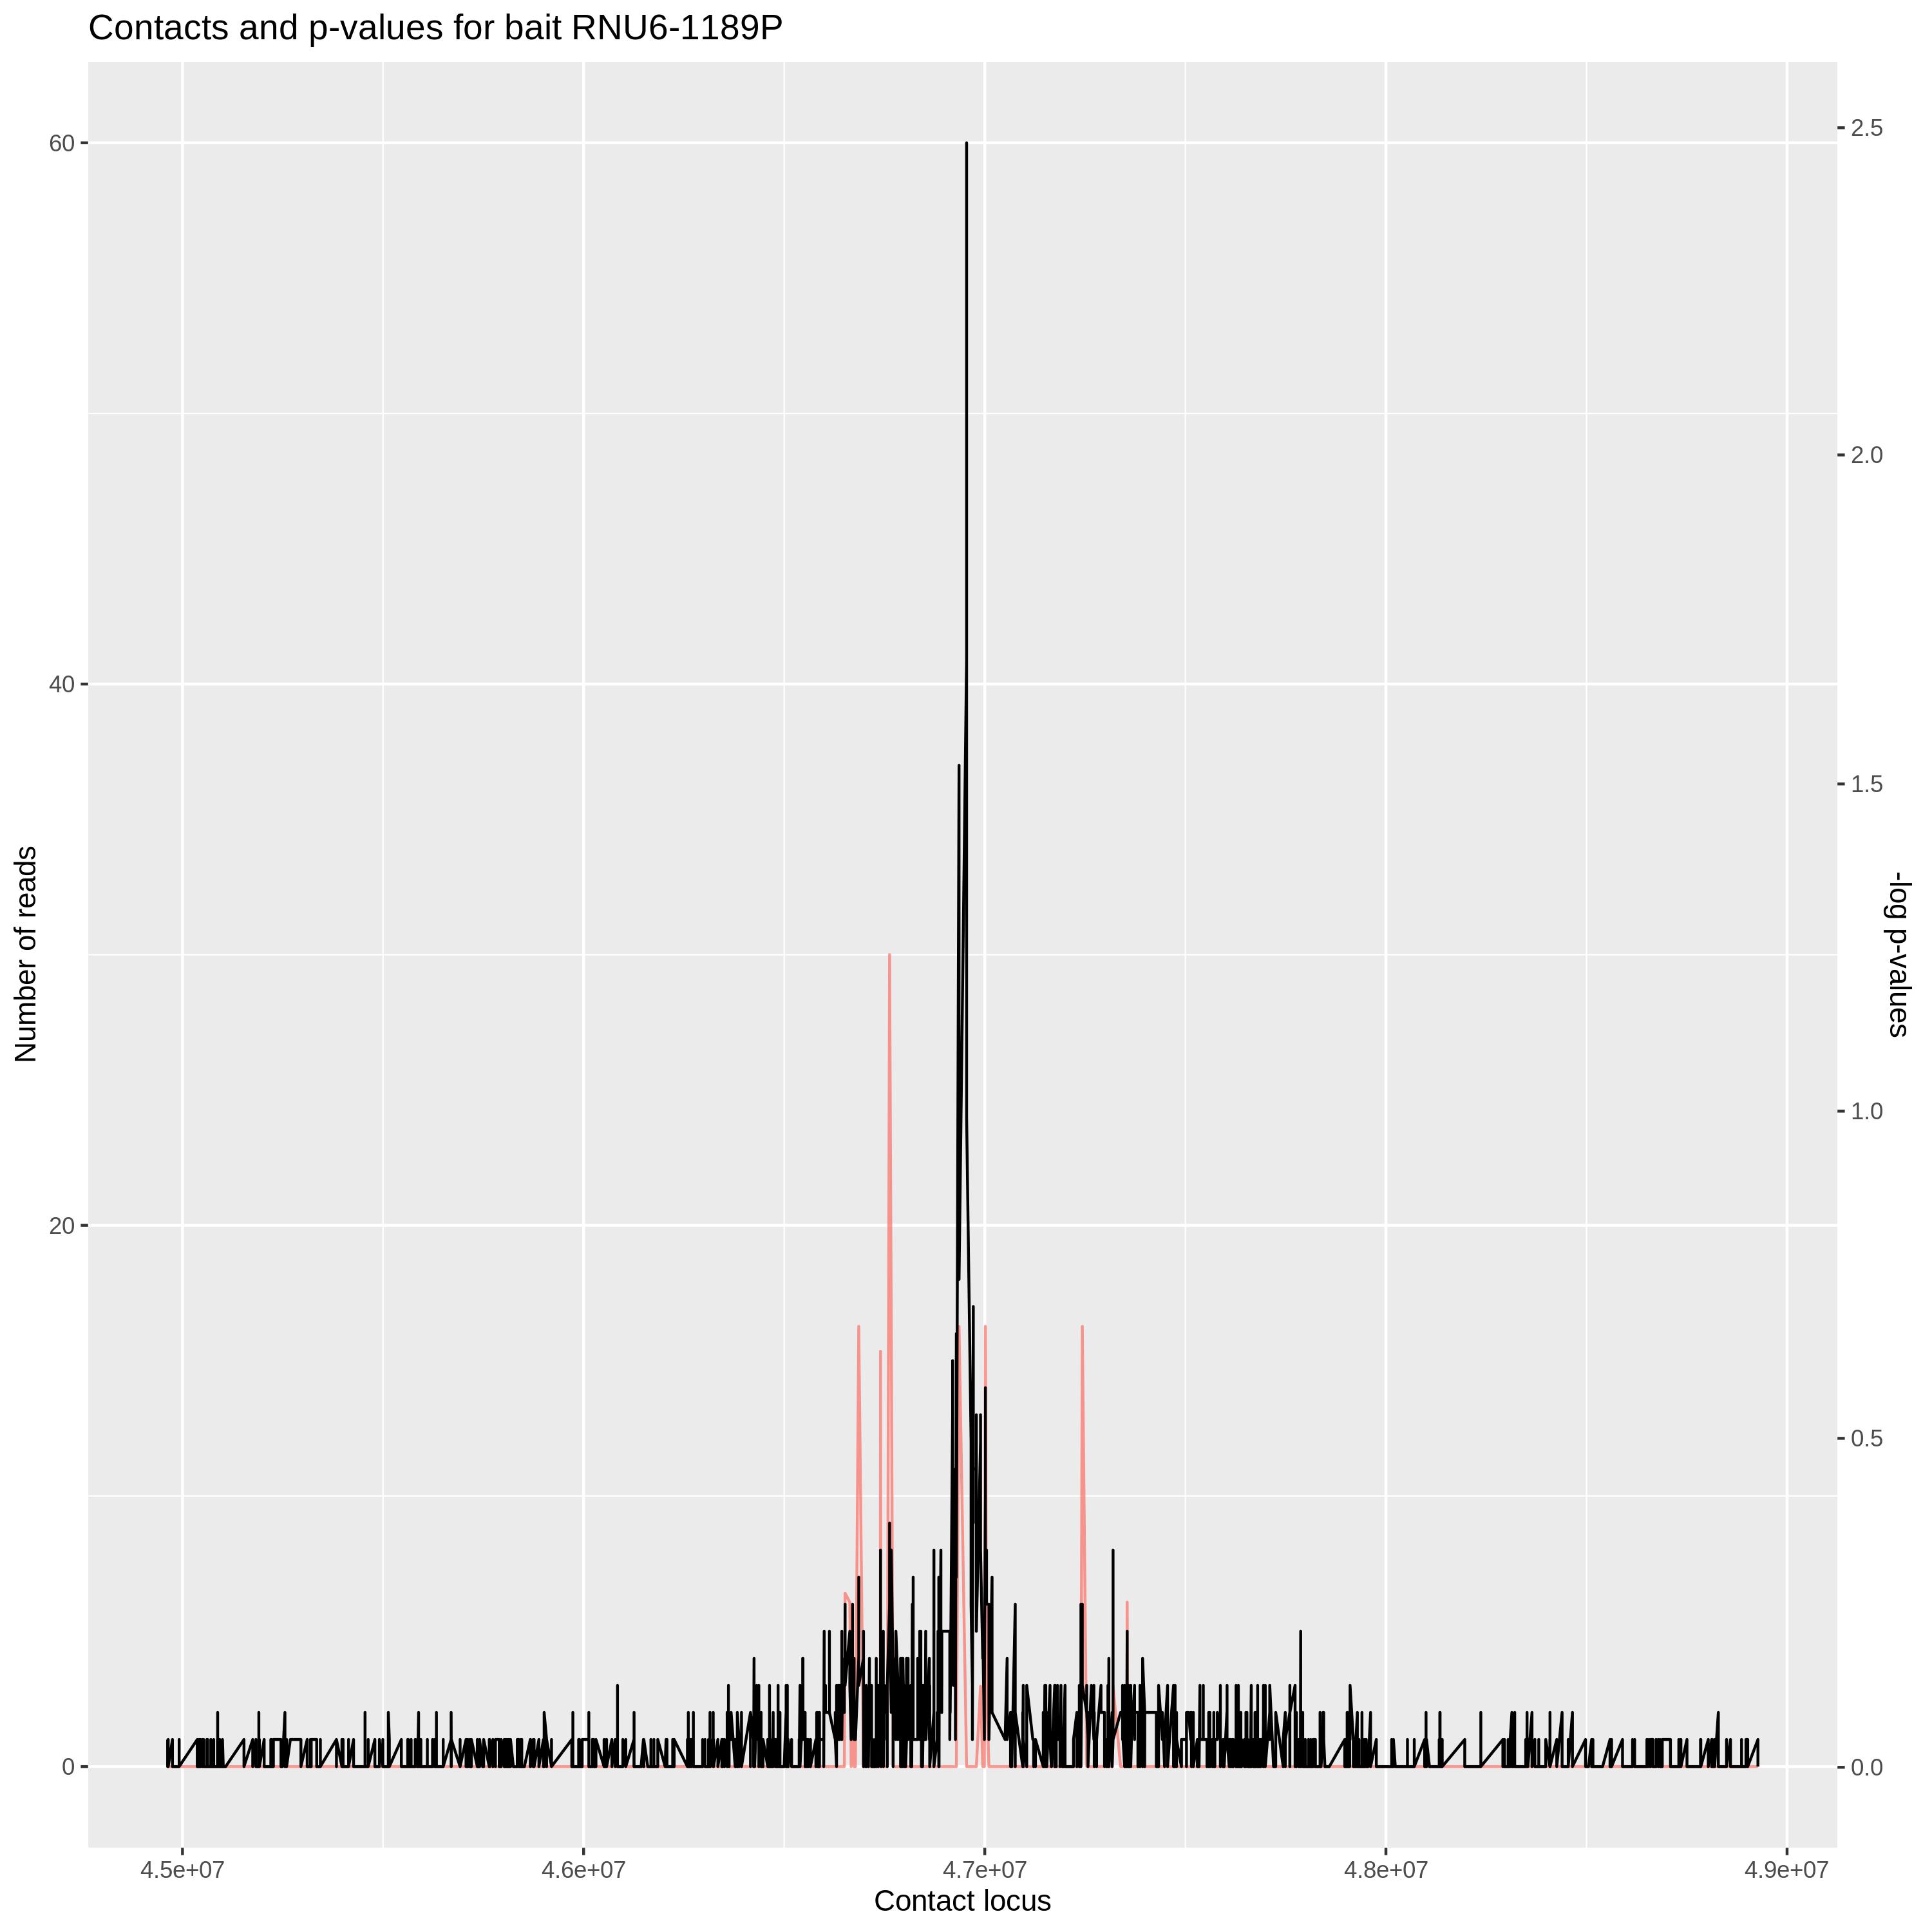 Contacts and p-values for bait RNU6-1189P
60
40
20
0
Number of reads
2.5
2.0
1.5
1.0
0.5
0.0
-log p-values
4.5e+07
4.6e+07
4.7e+07
4.8e+07
4.9e+07
Contact locus